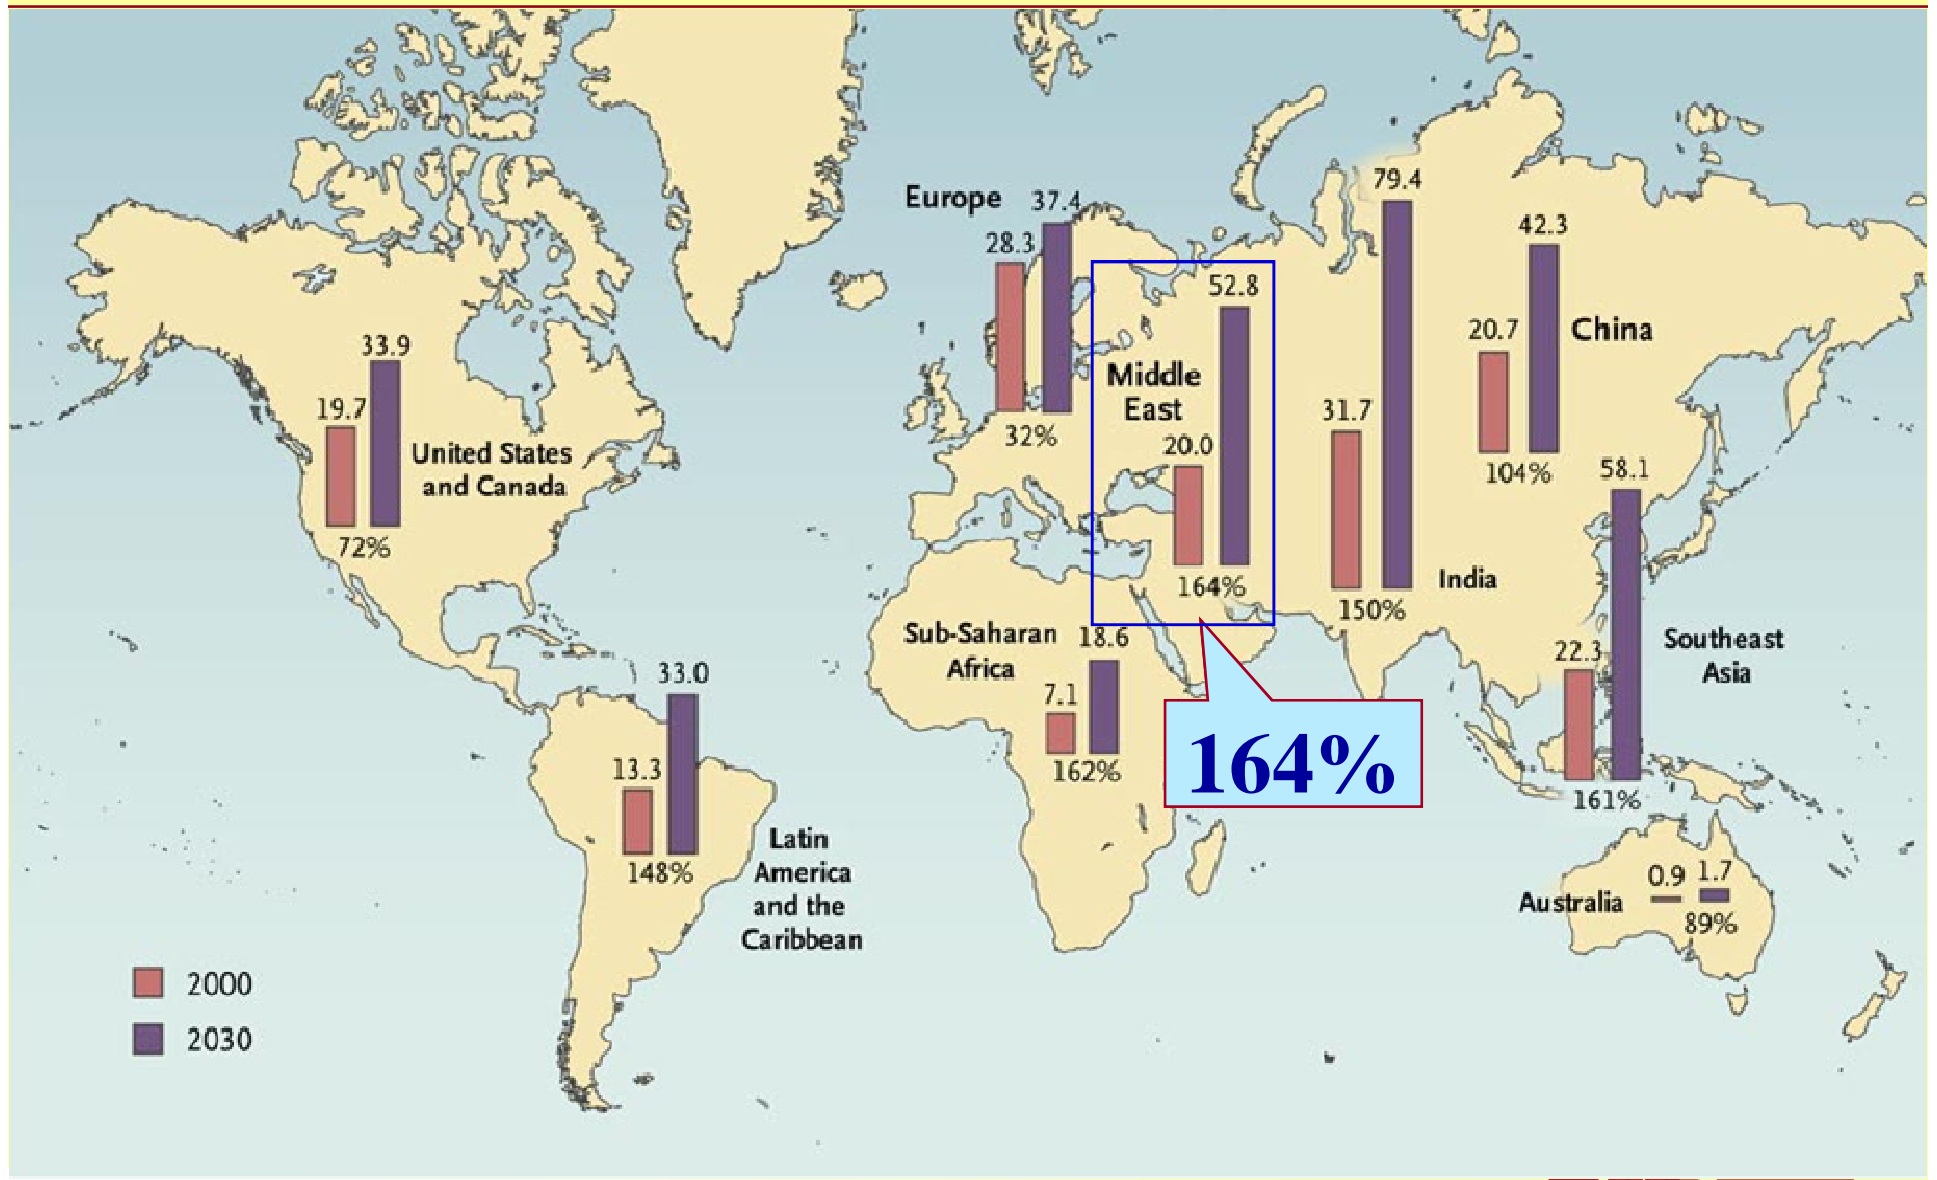 Europe
37.4
28.3
32%
79.4
31.7
150%
India
42.3
20.7
China
104%
52.8
Middle
East
20.0
164%
33.9
19.7
United States
and Canada
72%
58.1
22.3
Southeast
Asia
161%
Sub-Saharan
Africa
18.6
7.1
162%
164%
33.0
13.3
148%
Latin
America
and the
Caribbean
0.9
1.7
Australia
89%
2000
2030